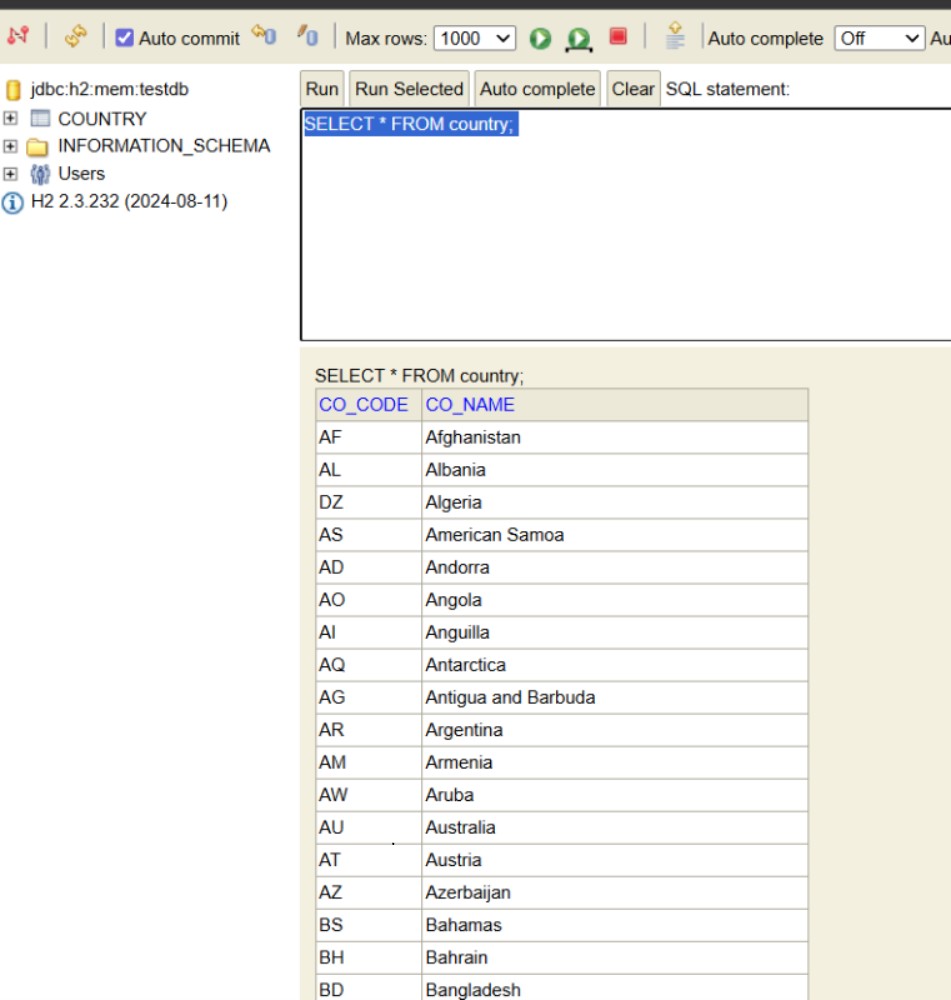 Auto commit Max rows: 1000 Auto complete Off Au
jdbc:h2:mem:testdb
COUNTRY
INFORMATION_SCHEMA
Users
H2 2.3.232 (2024-08-11)
Run Run Selected Auto complete Clear SQL statement:
SELECT * FROM country;
SELECT * FROM country;
CO_CODE CO_NAME
AF Afghanistan
AL Albania
DZ Algeria
AS American Samoa
AD Andorra
AO Angola
AI Anguilla
AQ Antarctica
AG Antigua and Barbuda
AR Argentina
AM Armenia
AW Aruba
AU Australia
AT Austria
AZ Azerbaijan
BS Bahamas
BH Bahrain
BD Bangladesh